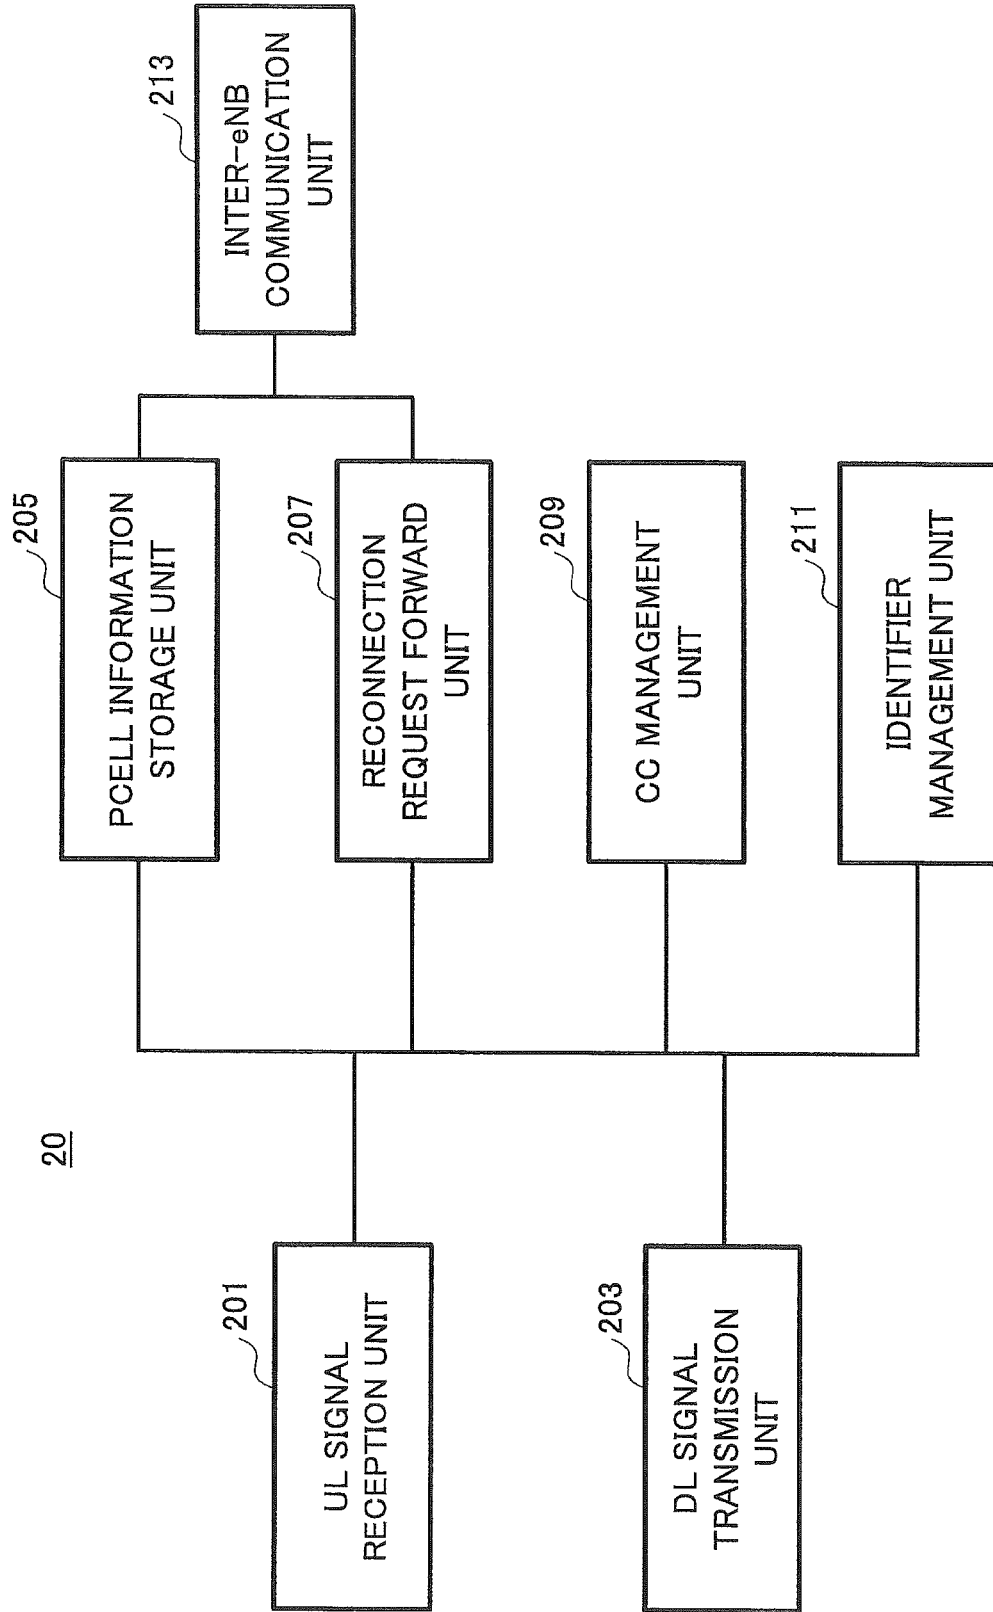 20
201
UL SIGNAL
RECEPTION UNIT
203
DL SIGNAL
TRANSMISSION
UNIT
205
PCELL INFORMATION
STORAGE UNIT
207
RECONNECTION
REQUEST FORWARD
UNIT
209
CC MANAGEMENT
UNIT
211
IDENTIFIER
MANAGEMENT UNIT
213
INTER-eNB
COMMUNICATION
UNIT